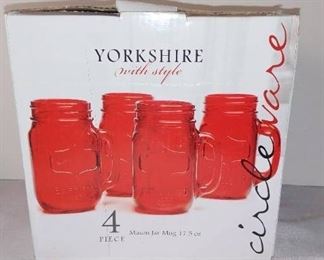 YORKSHIRE
with style
circleware
4
PIECE
Mason Jar Mug 17.5 oz